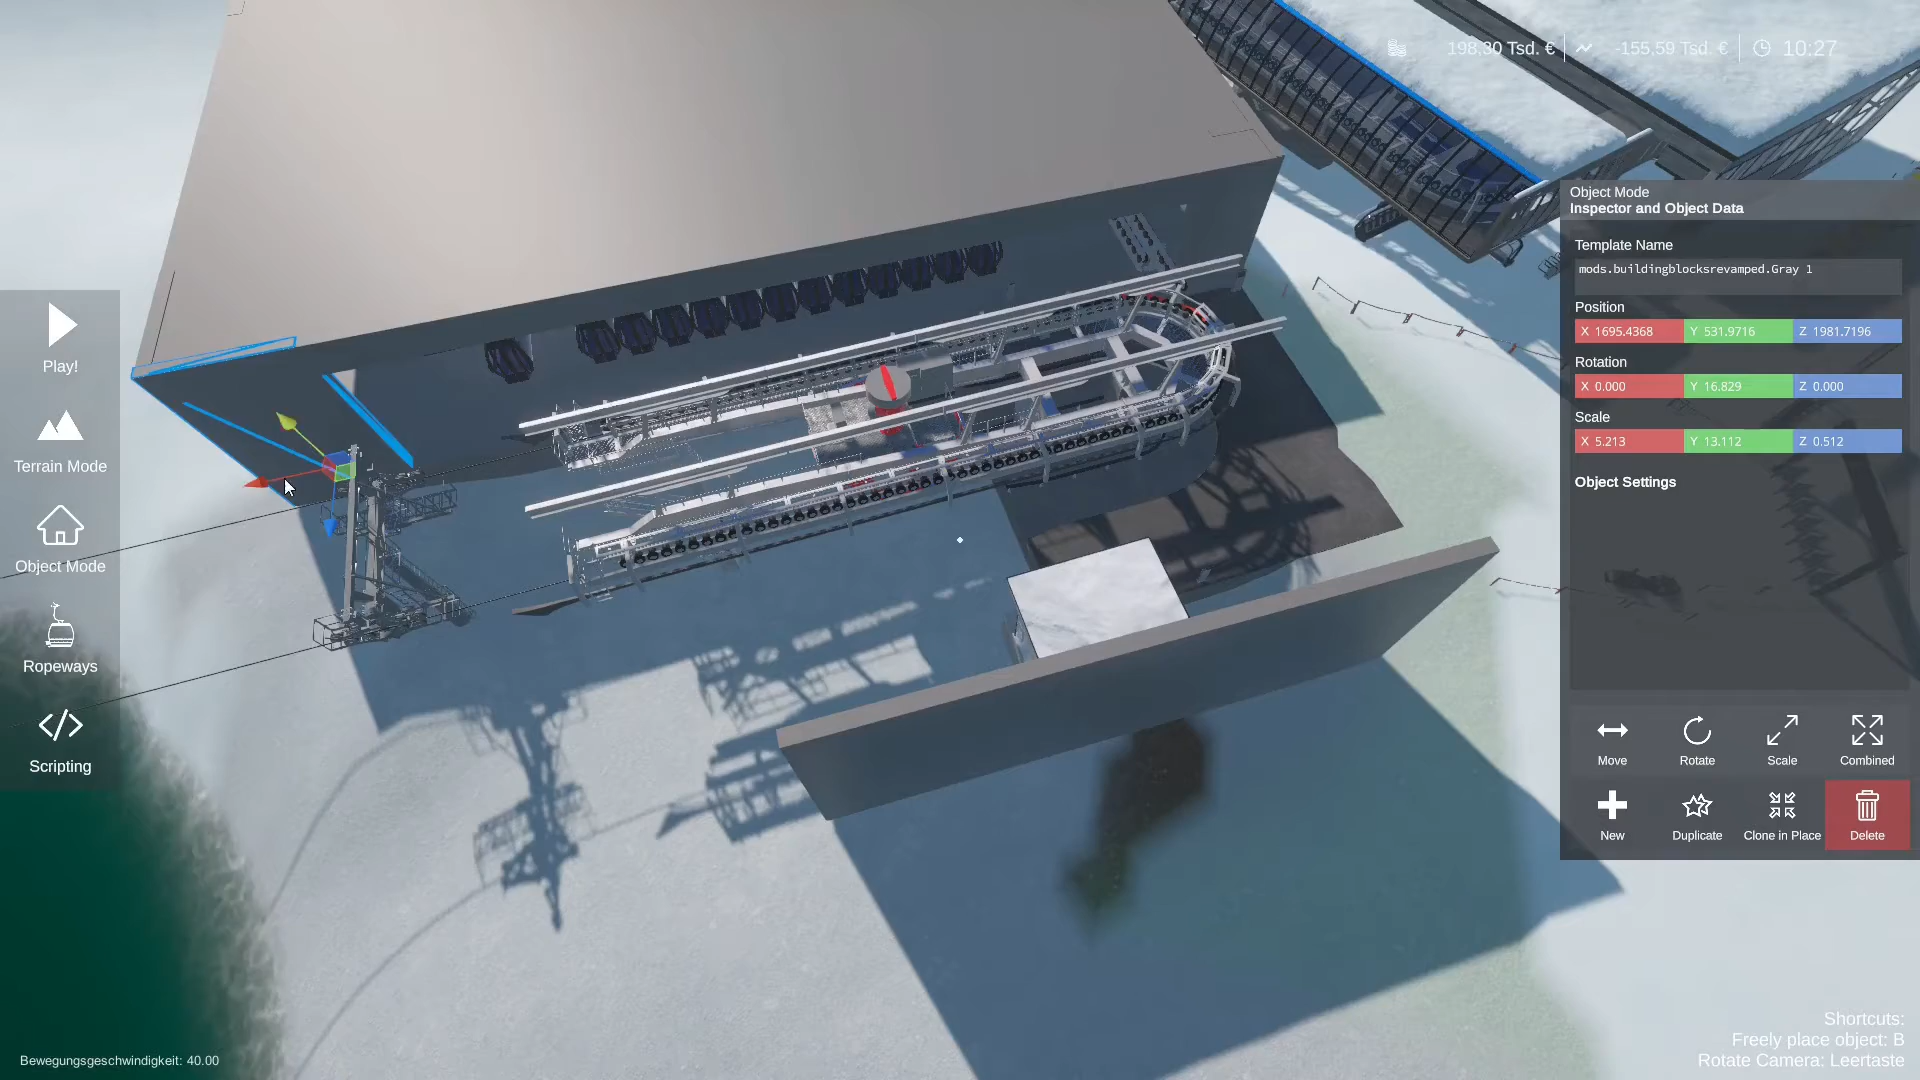 198.30 Tsd. €
-155.59 Tsd. €
10:27
Play!
Terrain Mode
Object Mode
Ropeways
Scripting
Object Mode
Inspector and Object Data
Template Name
mods.buildingblocksrevamped.Gray 1
Position
X 1695.4368 Y 531.9716 Z 1981.7196
Rotation
X 0.000 Y 16.829 Z 0.000
Scale
X 5.213 Y 13.112 Z 0.512
Object Settings
Move Rotate Scale Combined
New Duplicate Clone in Place Delete
Shortcuts:
Freely place object: B
Rotate Camera: Leertaste
Bewegungsgeschwindigkeit: 40.00